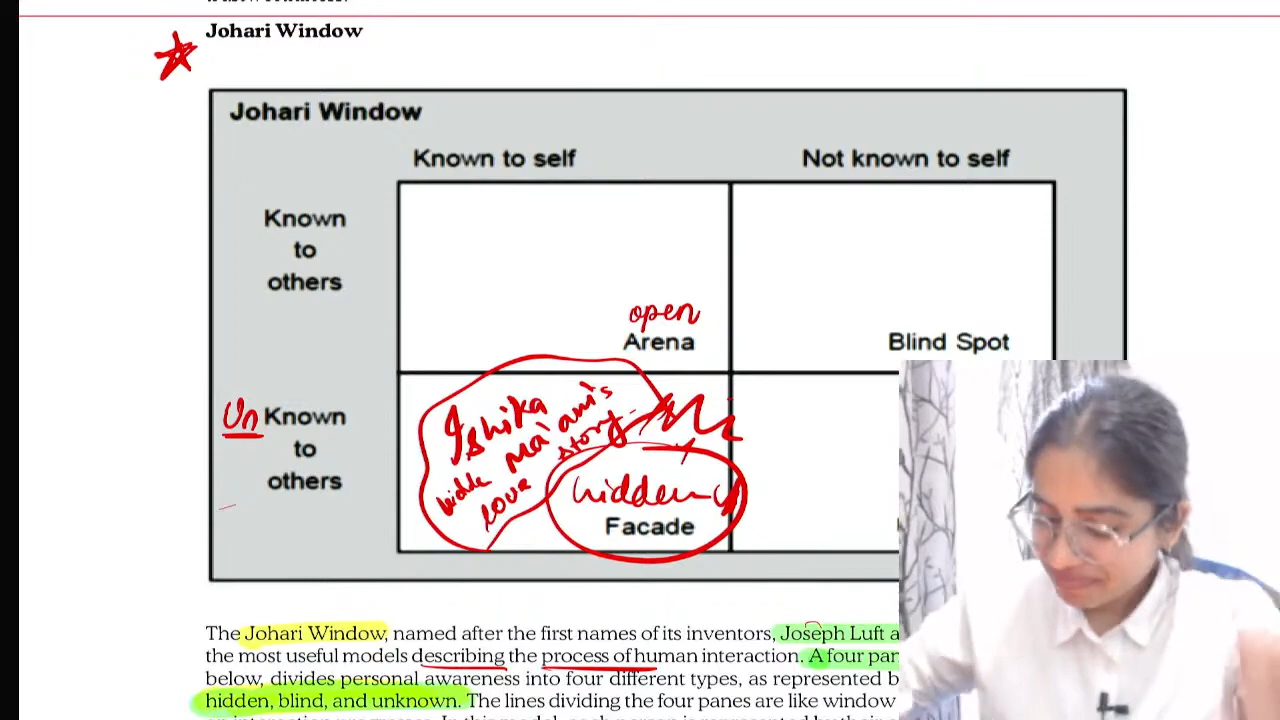 Johari Window
Johari Window
Known to self Not known to self
Known
to
others
open
Arena
Blind Spot
Un Known
to
others
Ishika
Ma'am's
love story
hidden
Facade
The Johari Window, named after the first names of its inventors, Joseph Luft a
the most useful models describing the process of human interaction. A four pan
below, divides personal awareness into four different types, as represented b
hidden, blind, and unknown. The lines dividing the four panes are like window